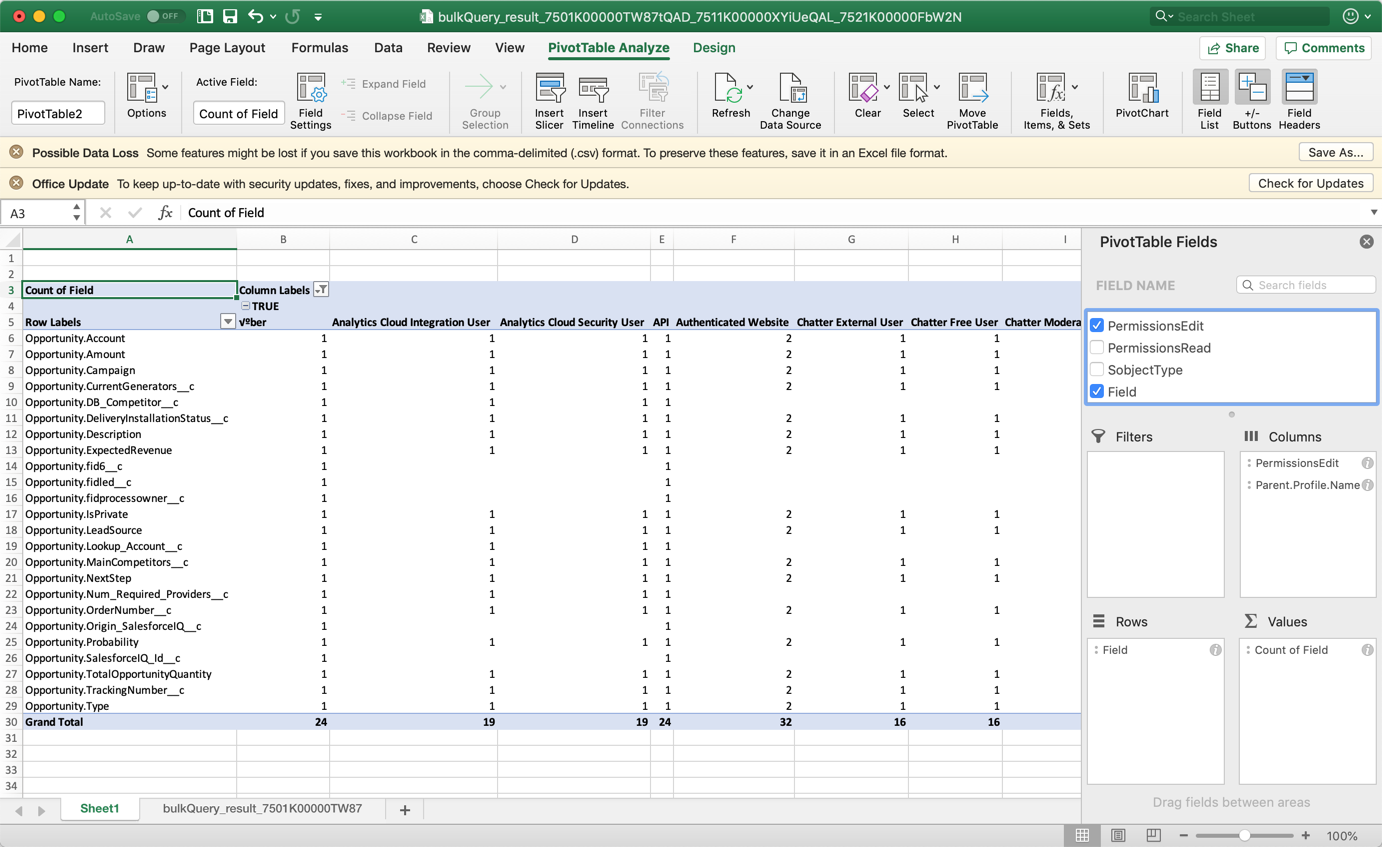 AutoSave OFF bulkQuery_result_7501K00000TW87tQAD_7511K00000XYiUeQAL_7521K00000FbW2N Search Sheet
Home Insert Draw Page Layout Formulas Data Review View PivotTable Analyze Design Share Comments
PivotTable Name: Active Field: Expand Field
PivotTable2 Options Count of Field Field Settings Collapse Field Group Selection Insert Slicer Insert Timeline Filter Connections Refresh Change Data Source Clear Select Move PivotTable Fields, Items, & Sets PivotChart Field List +/- Buttons Field Headers
Possible Data Loss Some features might be lost if you save this workbook in the comma-delimited (.csv) format. To preserve these features, save it in an Excel file format. Save As...
Office Update To keep up-to-date with security updates, fixes, and improvements, choose Check for Updates. Check for Updates
A3 fx Count of Field
A B C D E F G H I
1
2
3 Count of Field Column Labels
4 TRUE
5 Row Labels √ºber Analytics Cloud Integration User Analytics Cloud Security User API Authenticated Website Chatter External User Chatter Free User Chatter Modera
6 Opportunity.Account 1 1 1 1 2 1 1
7 Opportunity.Amount 1 1 1 1 2 1 1
8 Opportunity.Campaign 1 1 1 1 2 1 1
9 Opportunity.CurrentGenerators__c 1 1 1 1 2 1 1
10 Opportunity.DB_Competitor__c 1 1 1 1
11 Opportunity.DeliveryInstallationStatus__c 1 1 1 1 2 1 1
12 Opportunity.Description 1 1 1 1 2 1 1
13 Opportunity.ExpectedRevenue 1 1 1 1 2 1 1
14 Opportunity.fid6__c 1 1
15 Opportunity.fidled__c 1 1
16 Opportunity.fidprocessowner__c 1 1
17 Opportunity.IsPrivate 1 1 1 1 2 1 1
18 Opportunity.LeadSource 1 1 1 1 2 1 1
19 Opportunity.Lookup_Account__c 1 1 1 1
20 Opportunity.MainCompetitors__c 1 1 1 1 2 1 1
21 Opportunity.NextStep 1 1 1 1 2 1 1
22 Opportunity.Num_Required_Providers__c 1 1 1 1
23 Opportunity.OrderNumber__c 1 1 1 1 2 1 1
24 Opportunity.Origin_SalesforceIQ__c 1 1
25 Opportunity.Probability 1 1 1 1 2 1 1
26 Opportunity.SalesforceIQ_Id__c 1 1
27 Opportunity.TotalOpportunityQuantity 1 1 1 1 2 1 1
28 Opportunity.TrackingNumber__c 1 1 1 1 2 1 1
29 Opportunity.Type 1 1 1 1 2 1 1
30 Grand Total 24 19 19 24 32 16 16
31
32
33
34
PivotTable Fields
FIELD NAME Search fields
PermissionsEdit
PermissionsRead
SobjectType
Field
Filters Columns
PermissionsEdit
Parent.Profile.Name
Rows Values
Field Count of Field
Drag fields between areas
Sheet1 bulkQuery_result_7501K00000TW87 +
100%